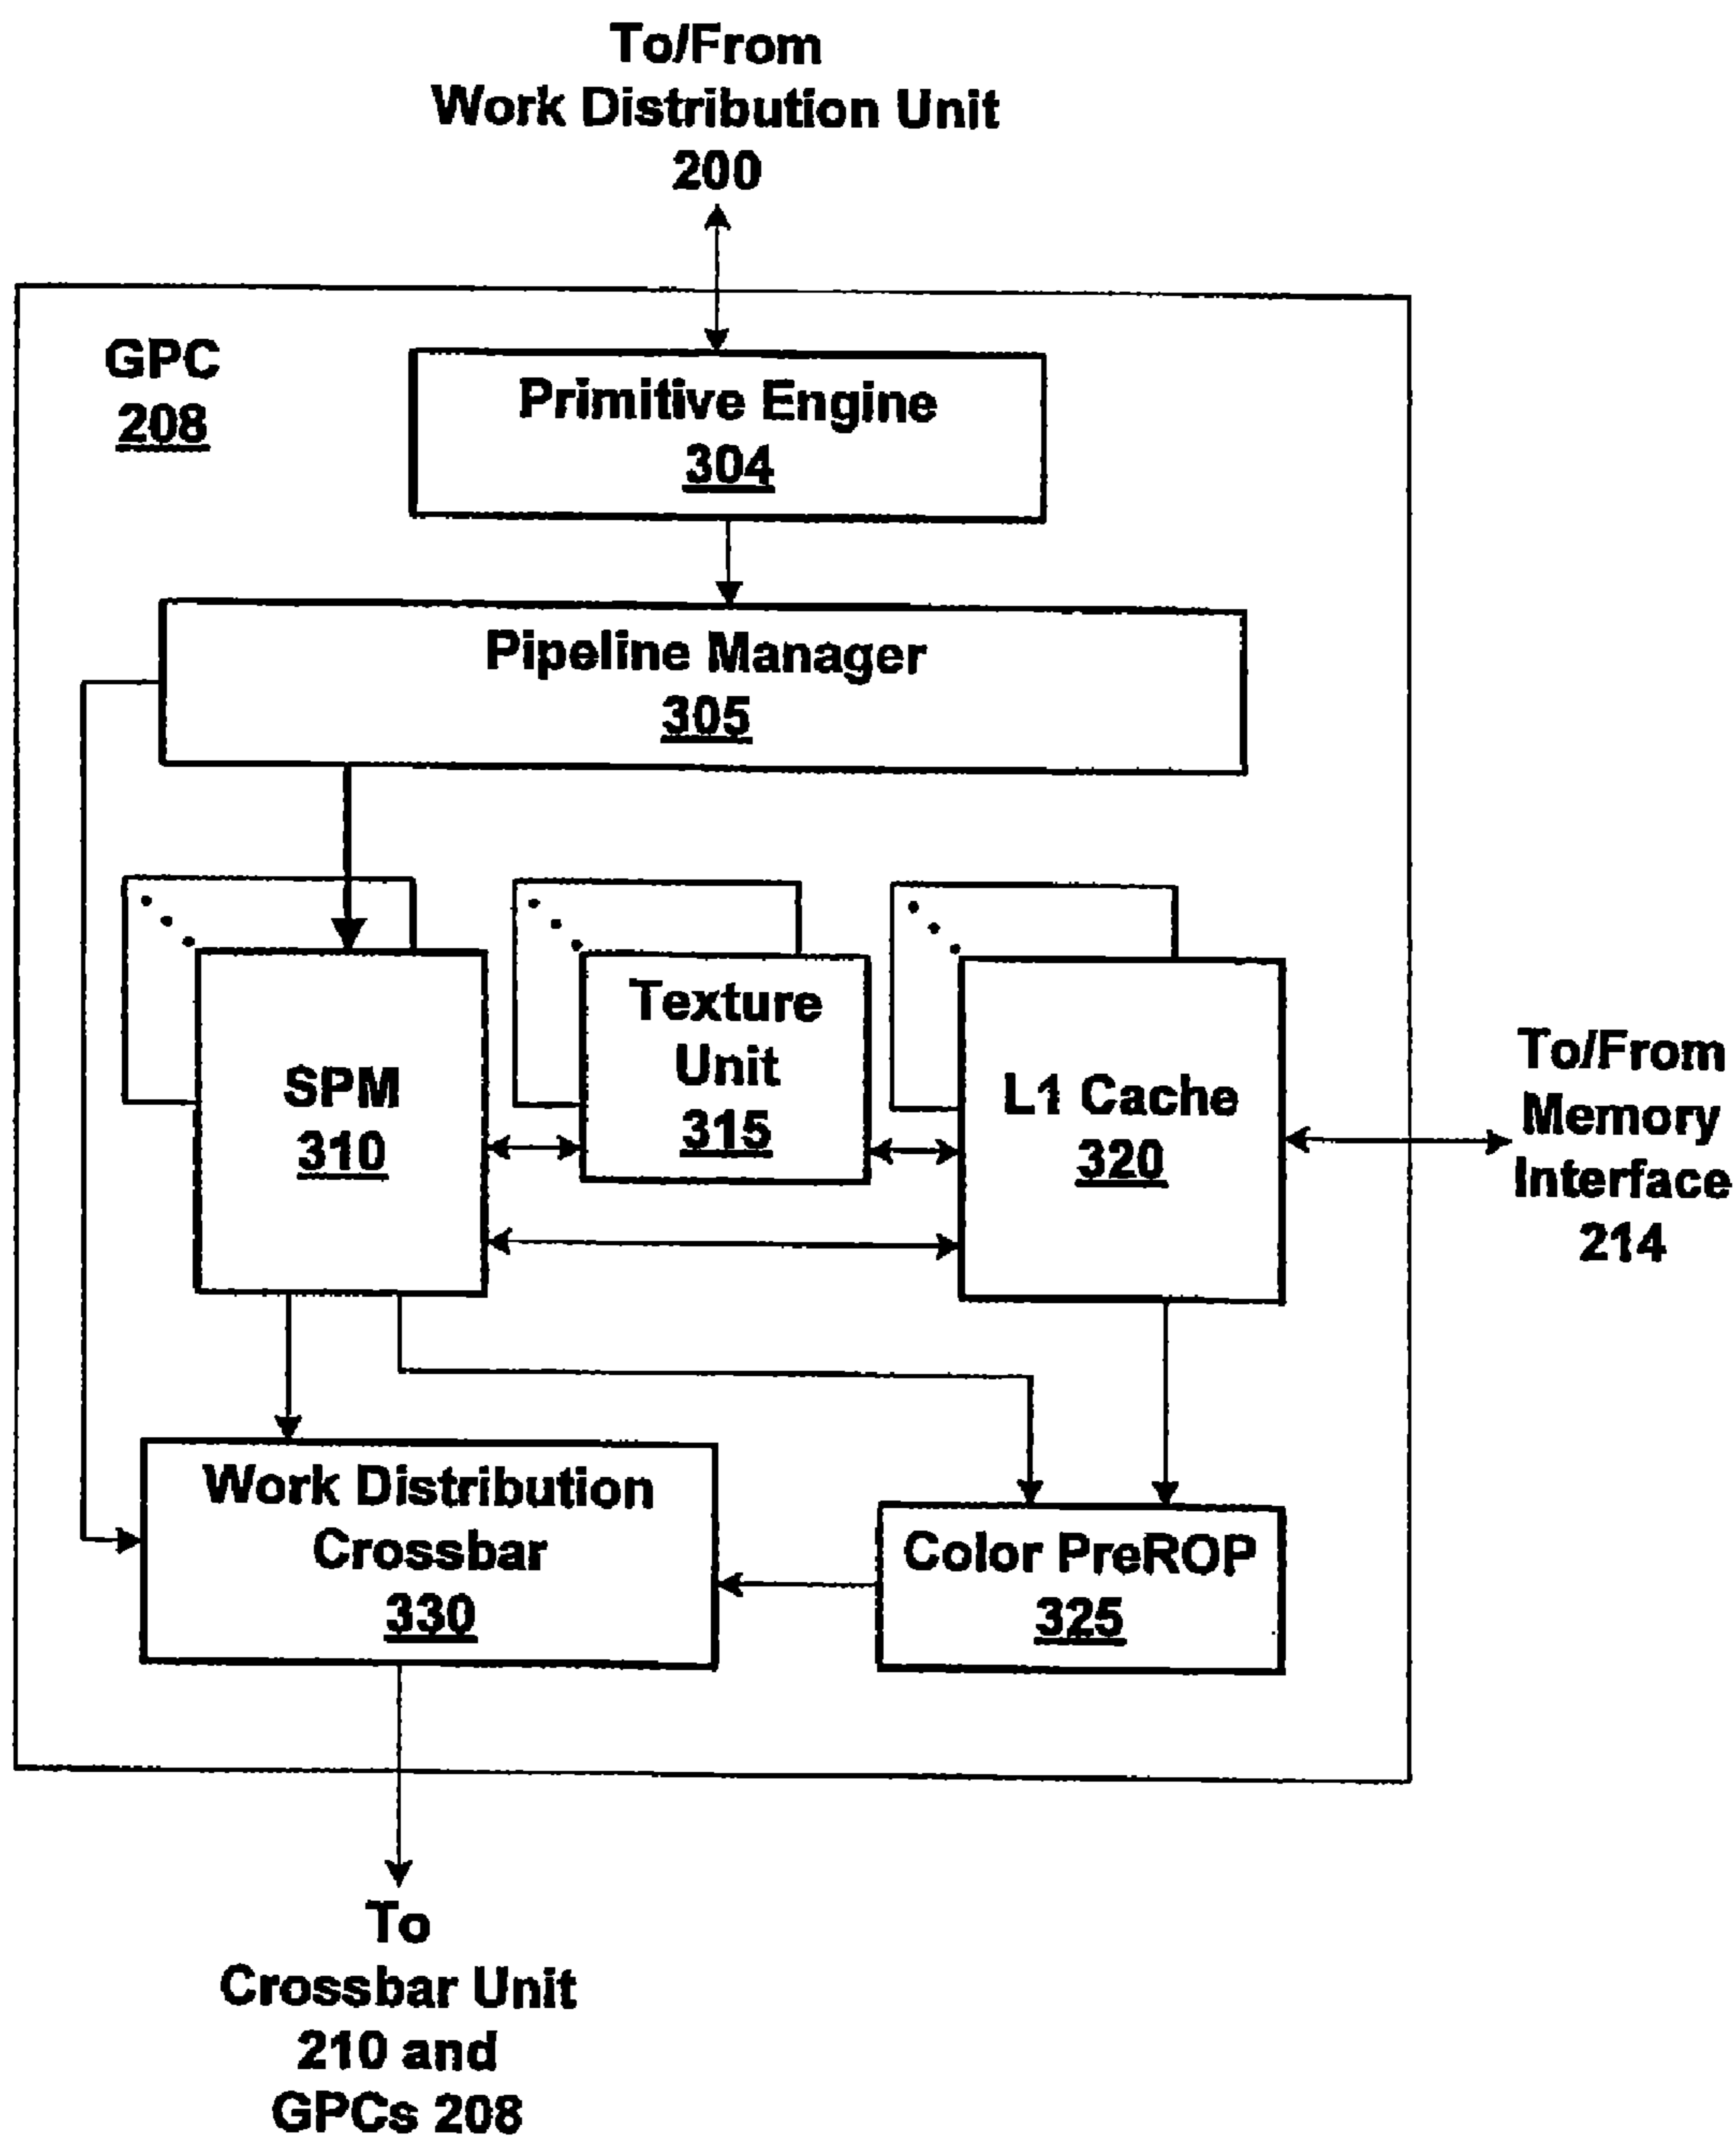 To/From
Work Distribution Unit
200
GPC
208
Primitive Engine
304
Pipeline Manager
305
SPM
310
Texture
Unit
315
L1 Cache
320
To/From
Memory
Interface
214
Work Distribution
Crossbar
330
Color PreROP
325
To
Crossbar Unit
210 and
GPCs 208